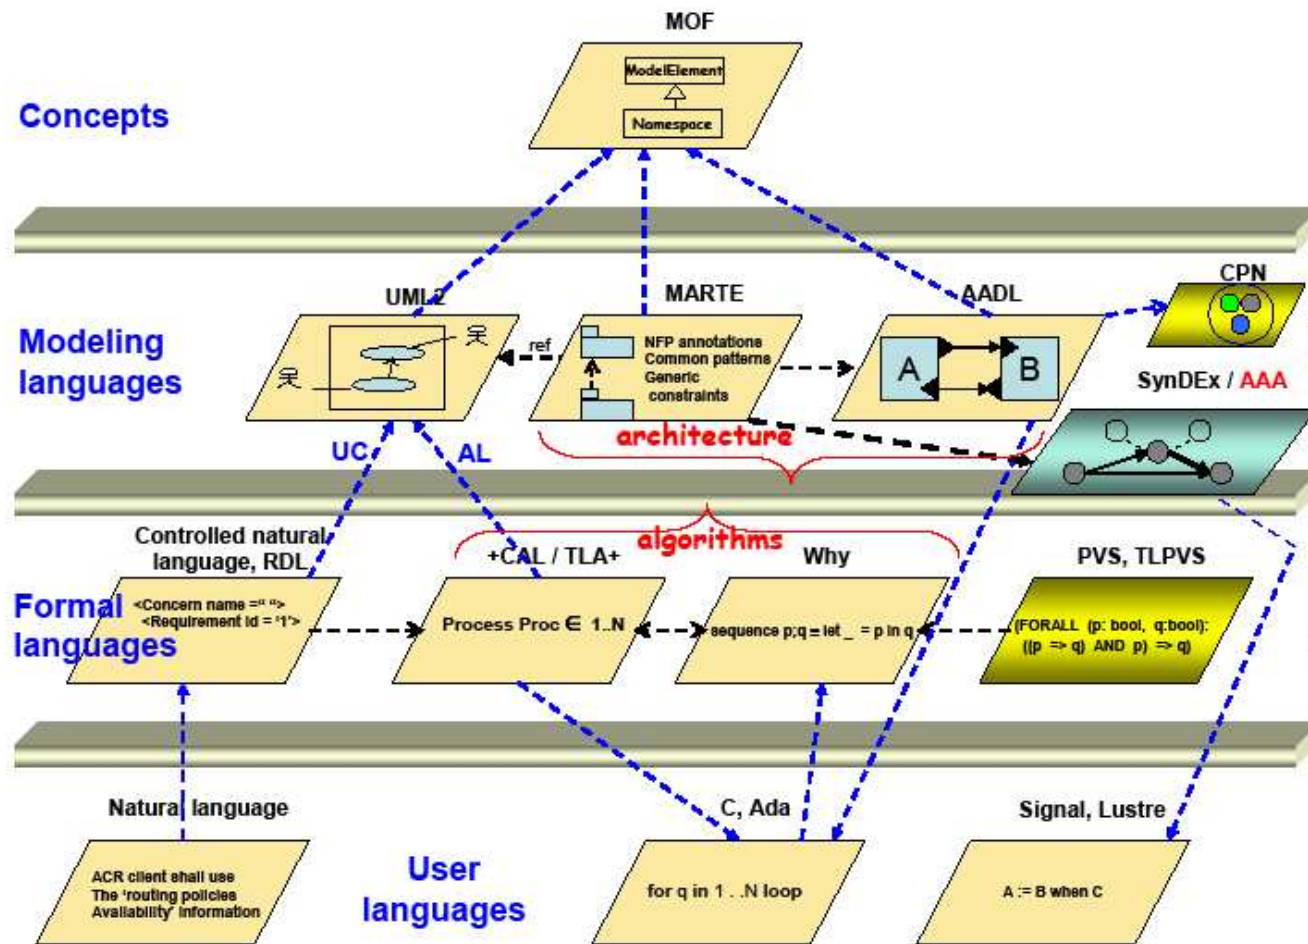 MOF
ModelElement
Namespace
Concepts
CPN
UML2
MARTE
AADL
Modeling
languages
ref
NFP annotations
Common patterns
Generic
constraints
A
B
SynDEx / AAA
architecture
UC
AL
Controlled natural
language, RDL
algorithms
+CAL / TLA+
Why
PVS, TLPVS
Formal
languages
<Concern name =“ “>
<Requirement id = ‘1’>
Process Proc ∈ 1..N
sequence p;q = let _ = p in q
(FORALL (p: bool, q:bool):
((p => q) AND p) => q)
Natural language
C, Ada
Signal, Lustre
ACR client shall use
The ‘routing policies
Availability’ information
User
languages
for q in 1 . .N loop
A := B when C